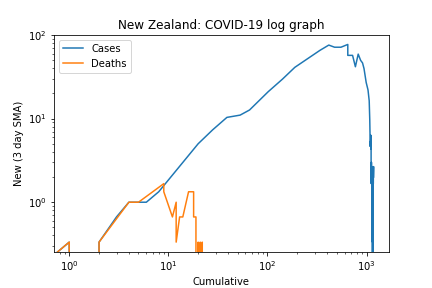 New Zealand: COVID-19 log graph
Cases
Deaths
New (3 day SMA)
10²
10¹
10⁰
10⁰ 10¹ 10² 10³
Cumulative